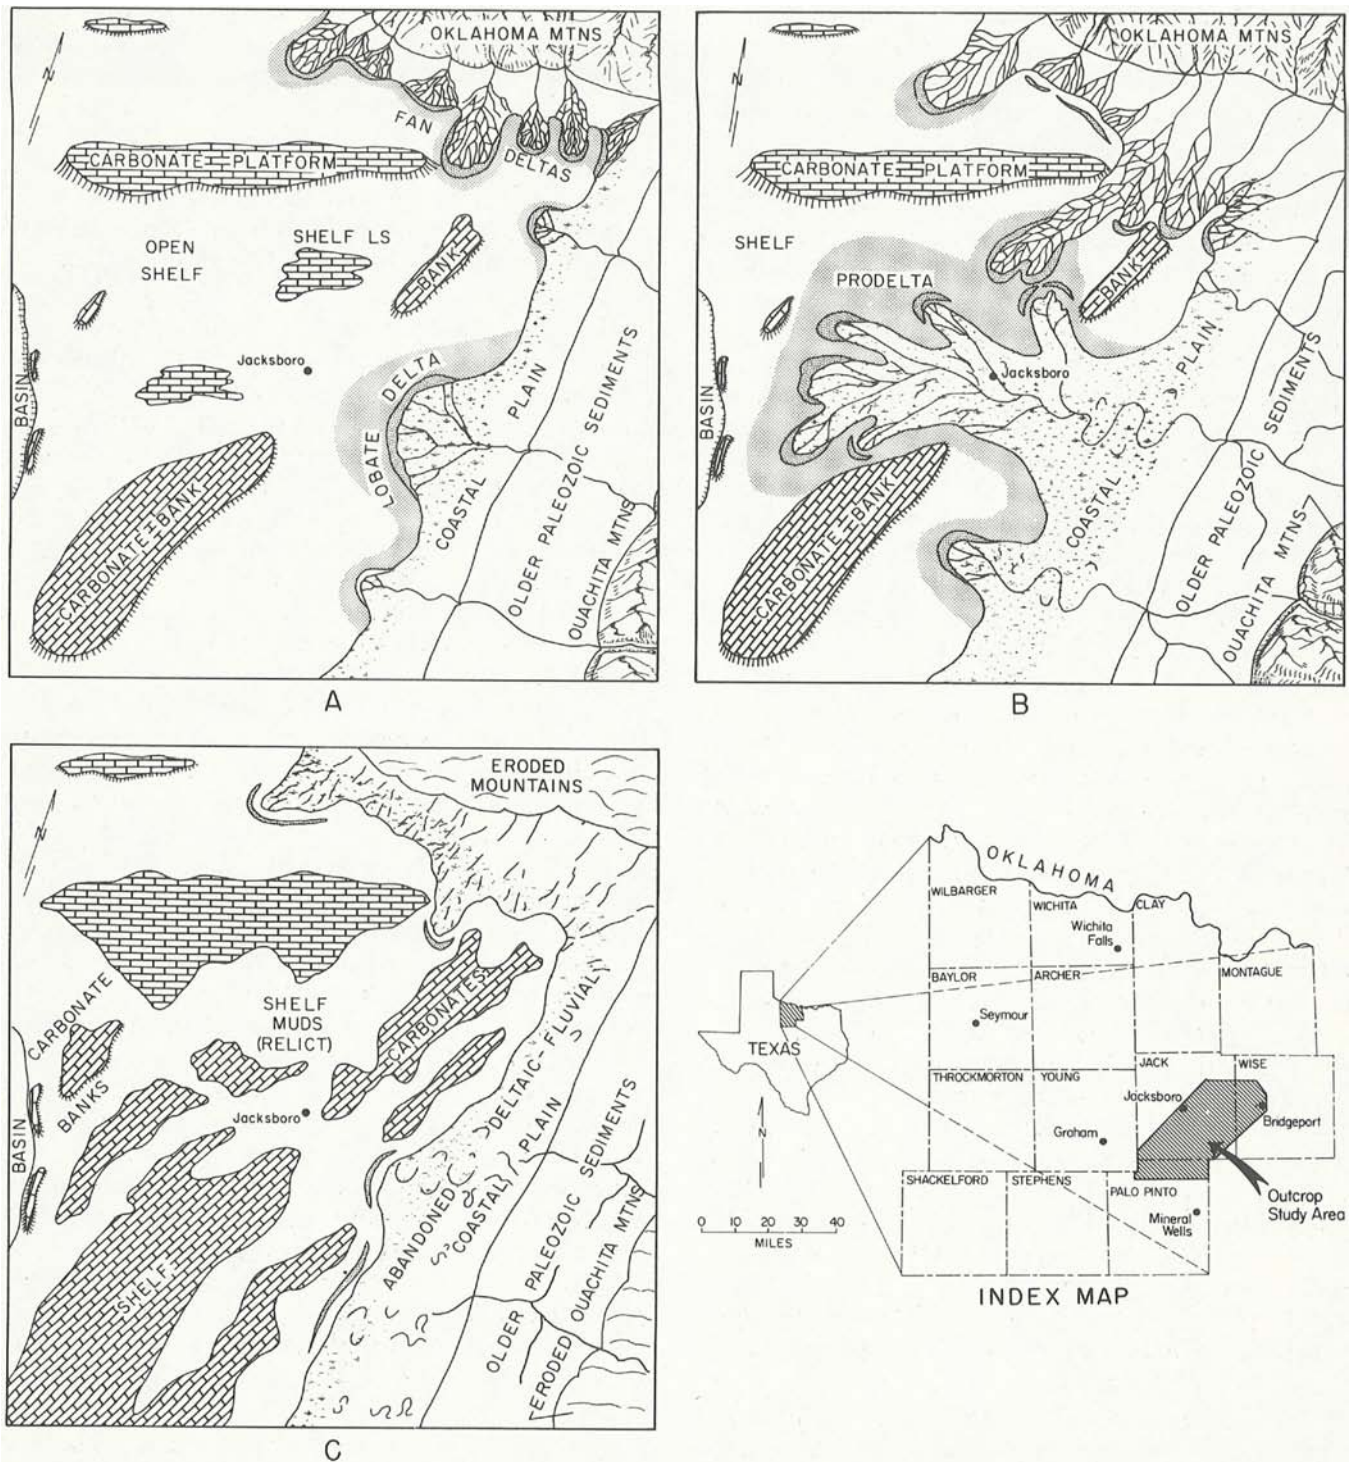 OKLAHOMA MTNS
N
FAN
DELTAS
CARBONATE PLATFORM
OPEN
SHELF
SHELF LS
BANK
BASIN
Jacksboro
LOBATE DELTA
COASTAL PLAIN
CARBONATE BANK
OLDER PALEOZOIC SEDIMENTS
OUACHITA MTNS
A
OKLAHOMA MTNS
N
CARBONATE PLATFORM
SHELF
PRODELTA
BANK
BASIN
Jacksboro
COASTAL PLAIN
CARBONATE BANK
OLDER PALEOZOIC SEDIMENTS
OUACHITA MTNS
B
ERODED
MOUNTAINS
N
CARBONATE
BANKS
SHELF
MUDS
(RELICT)
CARBONATES
BASIN
Jacksboro
SHELF
ABANDONED DELTAIC-FLUVIAL
COASTAL PLAIN
OLDER PALEOZOIC SEDIMENTS
ERODED OUACHITA MTNS
C
OKLAHOMA
WILBARGER
WICHITA
CLAY
Wichita
Falls
BAYLOR
ARCHER
MONTAGUE
Seymour
TEXAS
JACK
WISE
THROCKMORTON
YOUNG
Jacksboro
Bridgeport
Graham
N
SHACKELFORD
STEPHENS
PALO PINTO
Outcrop
Study Area
Mineral
Wells
0 10 20 30 40
MILES
INDEX MAP